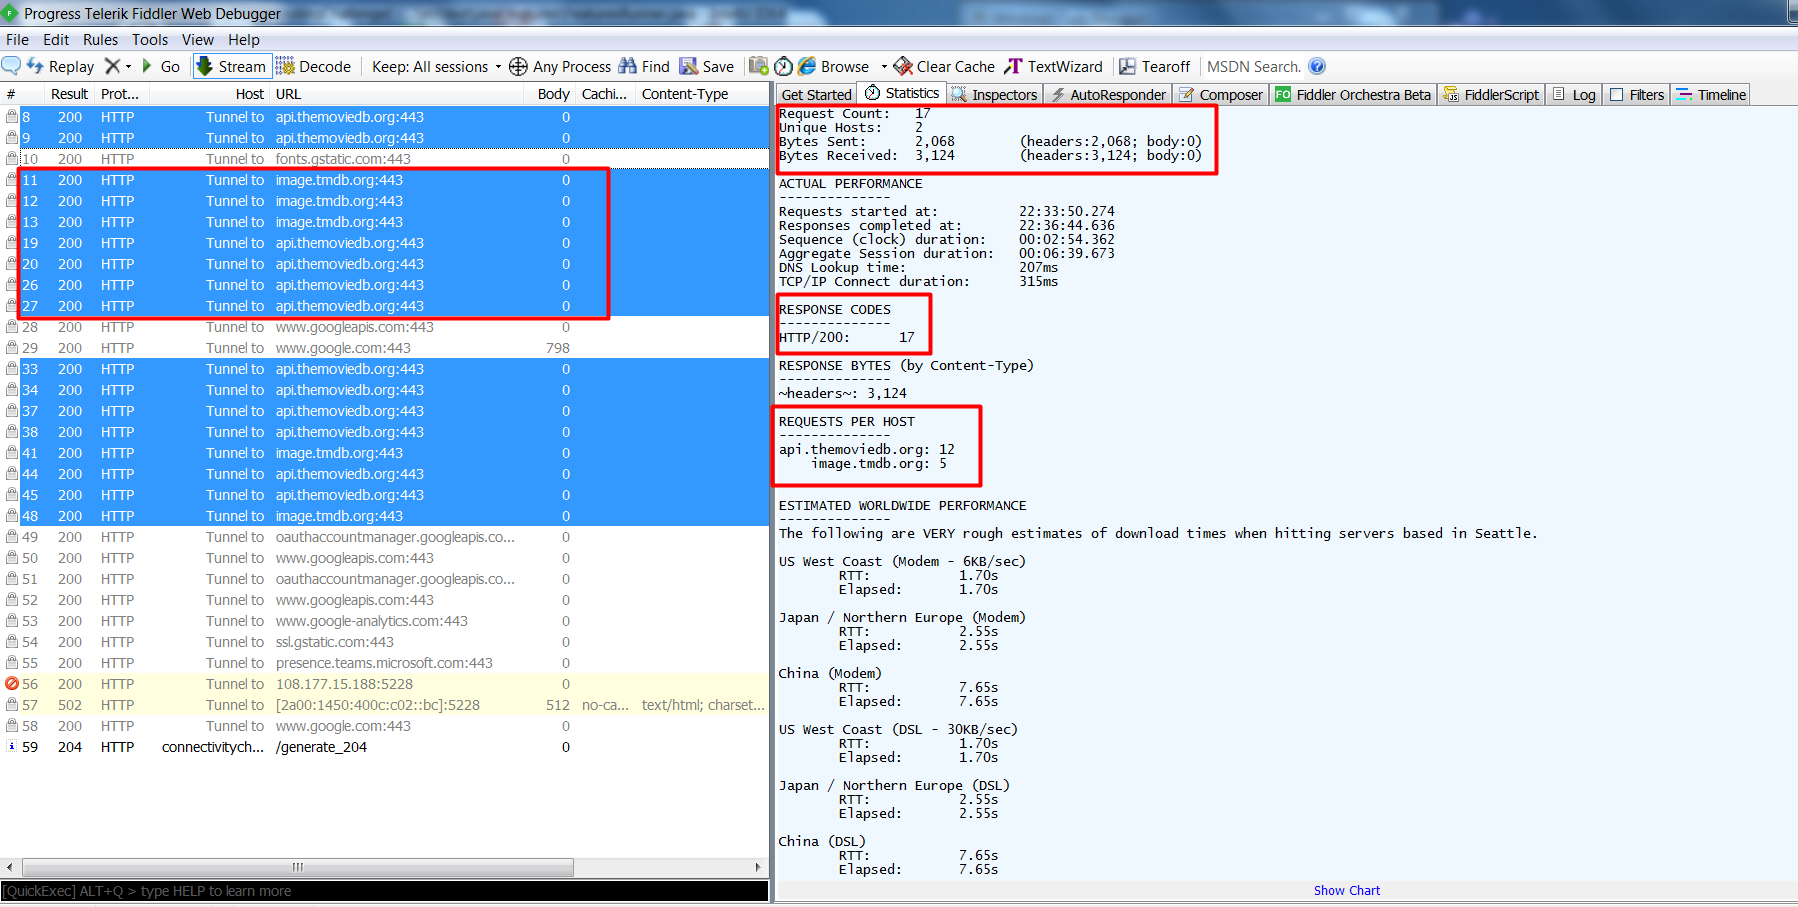 Progress Telerik Fiddler Web Debugger
File Edit Rules Tools View Help
Replay Go Stream Decode Keep: All sessions Any Process Find Save Browse Clear Cache TextWizard Tearoff MSDN Search.
# Result Prot... Host URL Body Cachi... Content-Type
8 200 HTTP Tunnel to api.themoviedb.org:443 0
9 200 HTTP Tunnel to api.themoviedb.org:443 0
10 200 HTTP Tunnel to fonts.gstatic.com:443 0
11 200 HTTP Tunnel to image.tmdb.org:443 0
12 200 HTTP Tunnel to image.tmdb.org:443 0
13 200 HTTP Tunnel to image.tmdb.org:443 0
19 200 HTTP Tunnel to api.themoviedb.org:443 0
20 200 HTTP Tunnel to api.themoviedb.org:443 0
26 200 HTTP Tunnel to api.themoviedb.org:443 0
27 200 HTTP Tunnel to api.themoviedb.org:443 0
28 200 HTTP Tunnel to www.googleapis.com:443 0
29 200 HTTP Tunnel to www.google.com:443 798
33 200 HTTP Tunnel to api.themoviedb.org:443 0
34 200 HTTP Tunnel to api.themoviedb.org:443 0
37 200 HTTP Tunnel to api.themoviedb.org:443 0
38 200 HTTP Tunnel to api.themoviedb.org:443 0
41 200 HTTP Tunnel to image.tmdb.org:443 0
44 200 HTTP Tunnel to api.themoviedb.org:443 0
45 200 HTTP Tunnel to api.themoviedb.org:443 0
48 200 HTTP Tunnel to image.tmdb.org:443 0
49 200 HTTP Tunnel to oauthaccountmanager.googleapis.co... 0
50 200 HTTP Tunnel to www.googleapis.com:443 0
51 200 HTTP Tunnel to oauthaccountmanager.googleapis.co... 0
52 200 HTTP Tunnel to www.googleapis.com:443 0
53 200 HTTP Tunnel to www.google-analytics.com:443 0
54 200 HTTP Tunnel to ssl.gstatic.com:443 0
55 200 HTTP Tunnel to presence.teams.microsoft.com:443 0
56 200 HTTP Tunnel to 108.177.15.188:5228 0
57 502 HTTP Tunnel to [2a00:1450:400c:c02::bc]:5228 512 no-ca... text/html; charset...
58 200 HTTP Tunnel to www.google.com:443 0
59 204 HTTP connectivitych... /generate_204 0
[QuickExec] ALT+Q > type HELP to learn more
Get Started Statistics Inspectors AutoResponder Composer FO Fiddler Orchestra Beta FiddlerScript Log Filters Timeline
Request Count: 17
Unique Hosts: 2
Bytes Sent: 2,068 (headers:2,068; body:0)
Bytes Received: 3,124 (headers:3,124; body:0)
ACTUAL PERFORMANCE
--------------
Requests started at: 22:33:50.274
Responses completed at: 22:36:44.636
Sequence (clock) duration: 00:02:54.362
Aggregate Session duration: 00:06:39.673
DNS Lookup time: 207ms
TCP/IP Connect duration: 315ms
RESPONSE CODES
--------------
HTTP/200: 17
RESPONSE BYTES (by Content-Type)
--------------
~headers~: 3,124
REQUESTS PER HOST
--------------
api.themoviedb.org: 12
image.tmdb.org: 5
ESTIMATED WORLDWIDE PERFORMANCE
--------------
The following are VERY rough estimates of download times when hitting servers based in Seattle.
US West Coast (Modem - 6KB/sec)
RTT: 1.70s
Elapsed: 1.70s
Japan / Northern Europe (Modem)
RTT: 2.55s
Elapsed: 2.55s
China (Modem)
RTT: 7.65s
Elapsed: 7.65s
US West Coast (DSL - 30KB/sec)
RTT: 1.70s
Elapsed: 1.70s
Japan / Northern Europe (DSL)
RTT: 2.55s
Elapsed: 2.55s
China (DSL)
RTT: 7.65s
Elapsed: 7.65s
Show Chart